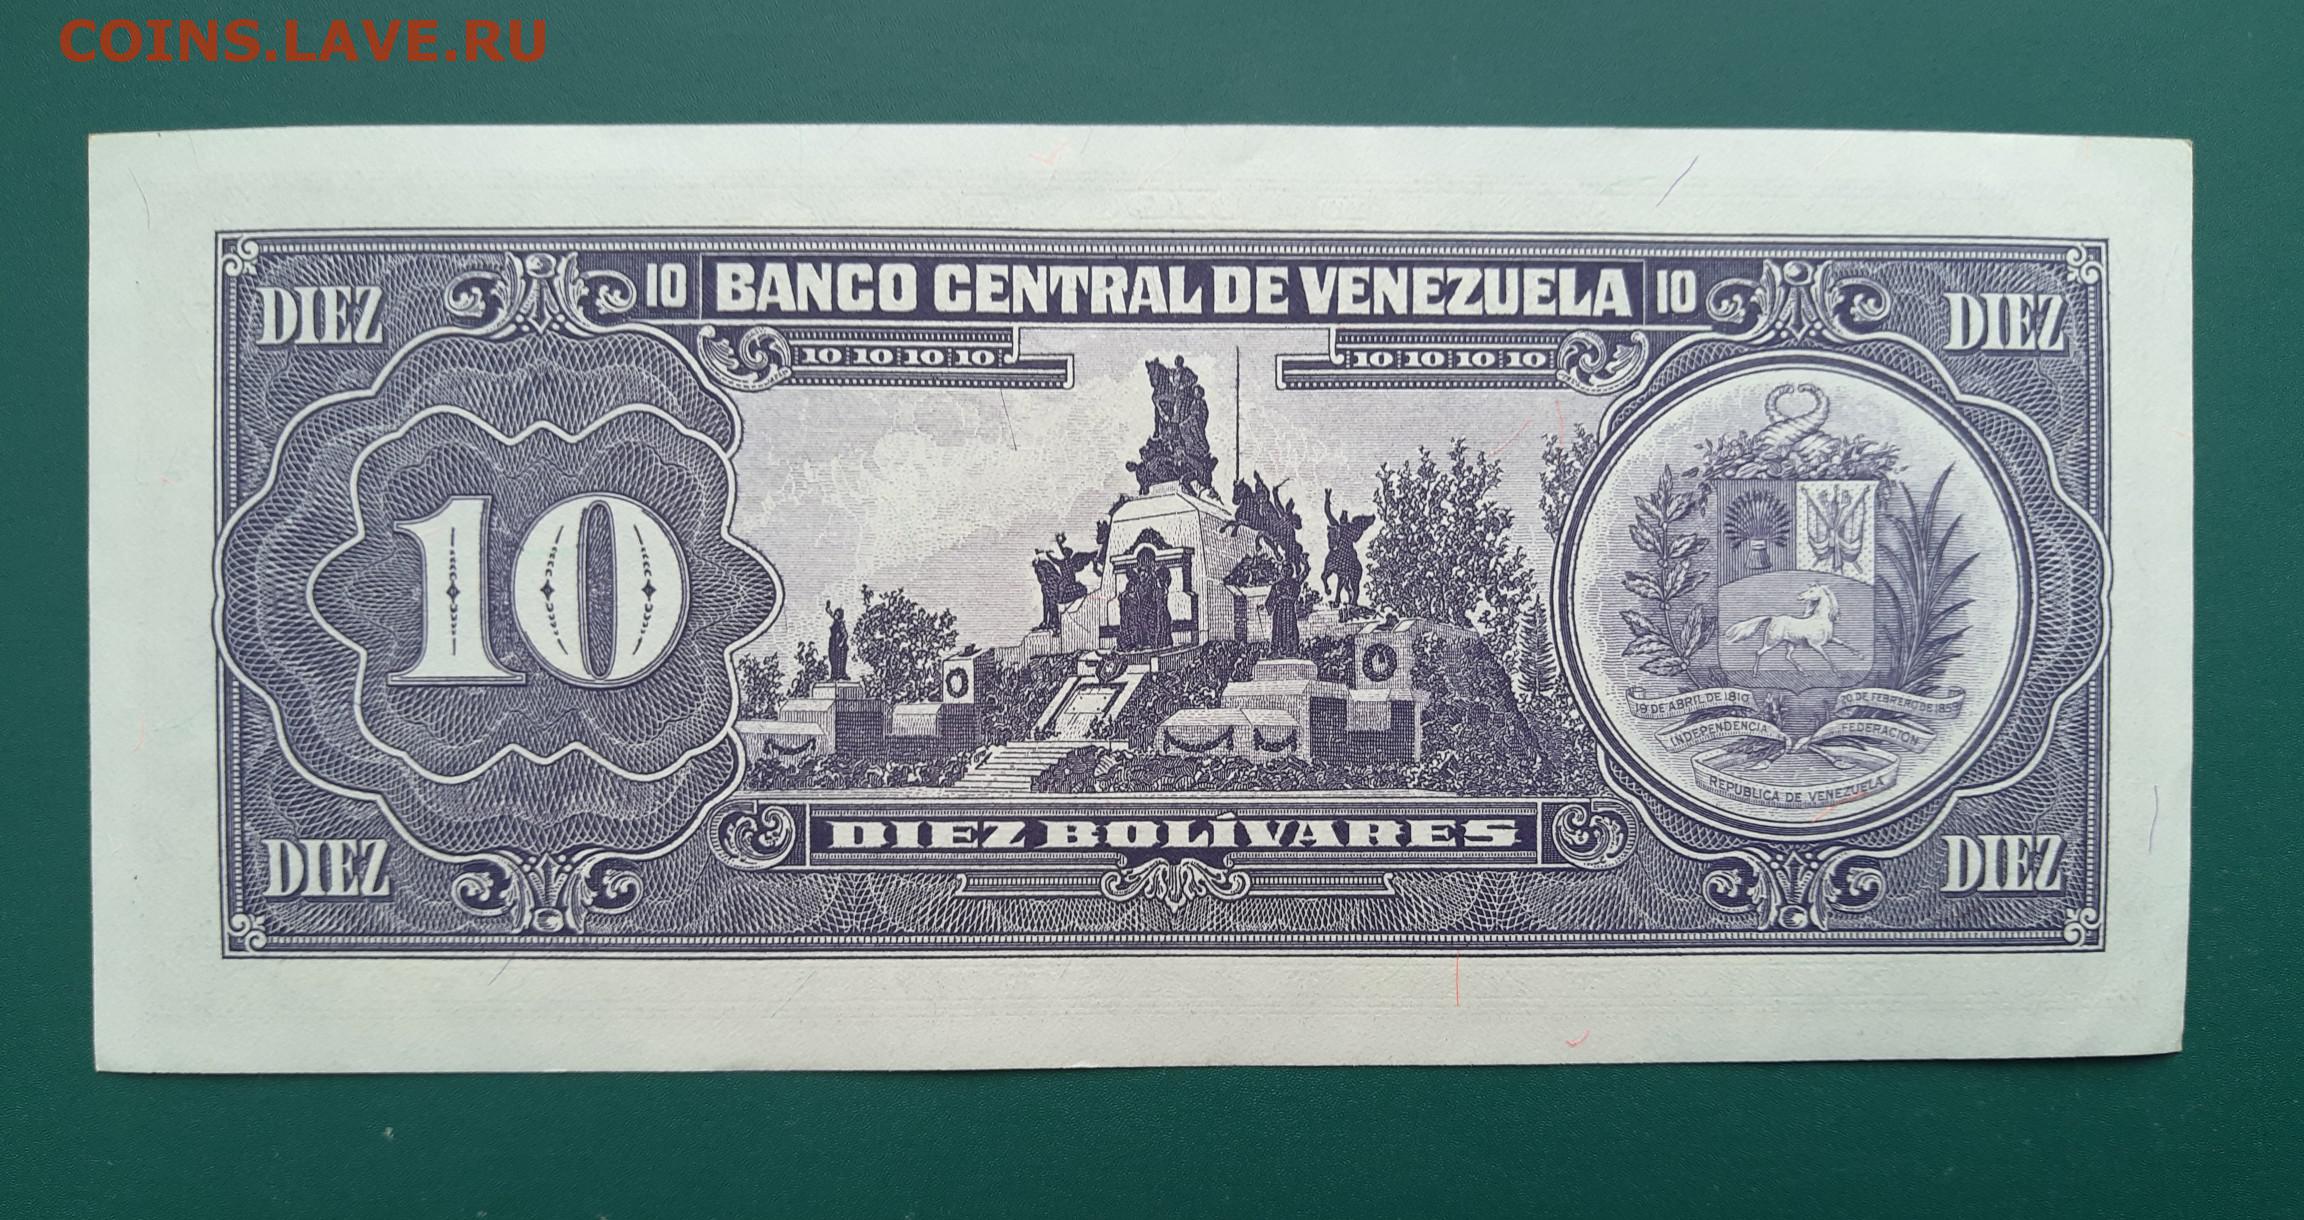 COINS.LAVE.RU
DIEZ
10 BANCO CENTRAL DE VENEZUELA 10
DIEZ
10 10 10 10
10 10 10 10
10
19 DE ABRIL DE 1810
20 DE FEBRERO DE 1859
INDEPENDENCIA
FEDERACION
REPUBLICA DE VENEZUELA
DIEZ BOLÍVARES
DIEZ
DIEZ